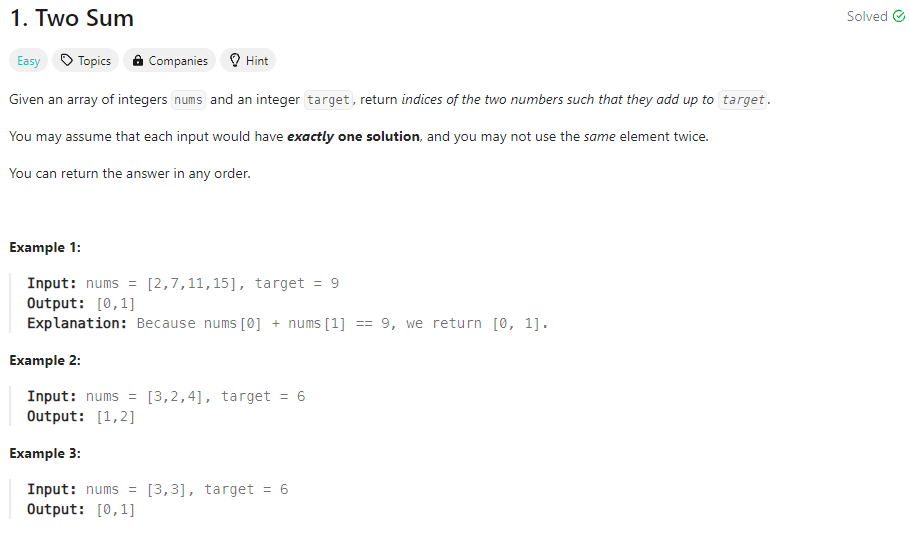 1. Two Sum
Solved
Easy
Topics
Companies
Hint
Given an array of integers nums and an integer target, return indices of the two numbers such that they add up to target.
You may assume that each input would have exactly one solution, and you may not use the same element twice.
You can return the answer in any order.
Example 1:
Input: nums = [2,7,11,15], target = 9
Output: [0,1]
Explanation: Because nums[0] + nums[1] == 9, we return [0, 1].
Example 2:
Input: nums = [3,2,4], target = 6
Output: [1,2]
Example 3:
Input: nums = [3,3], target = 6
Output: [0,1]